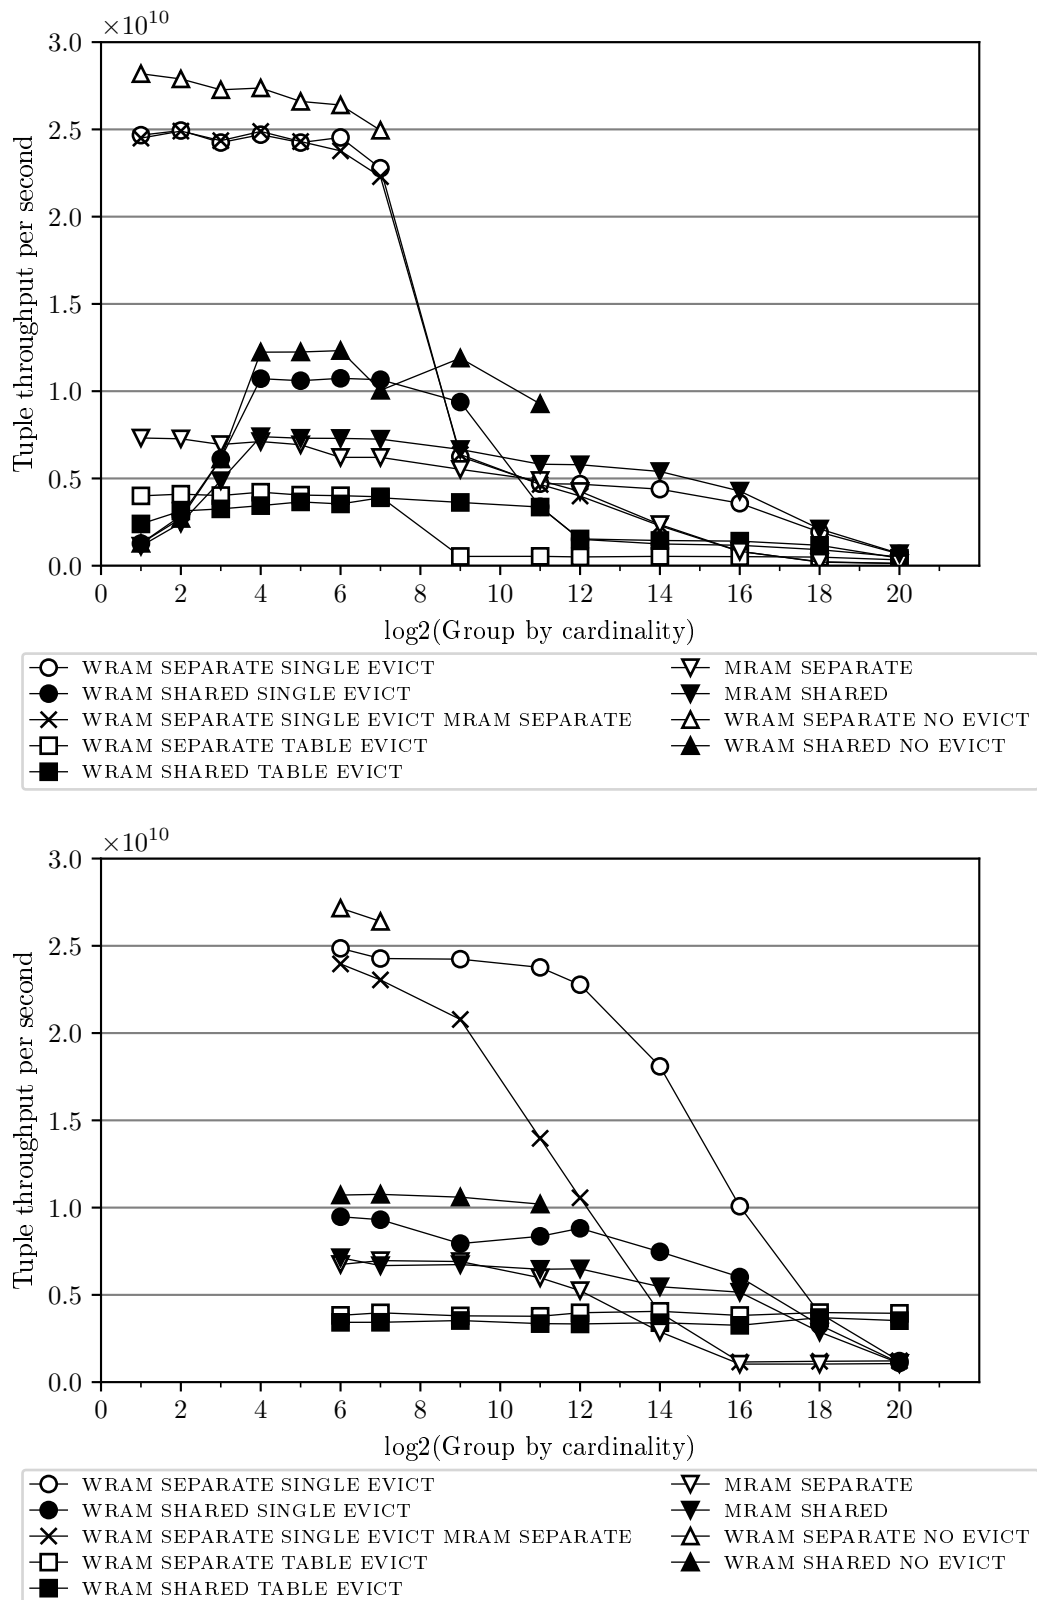 ×10^10
3.0
2.5
2.0
1.5
1.0
0.5
0.0
Tuple throughput per second
0 2 4 6 8 10 12 14 16 18 20
log2(Group by cardinality)
WRAM SEPARATE SINGLE EVICT
WRAM SHARED SINGLE EVICT
WRAM SEPARATE SINGLE EVICT MRAM SEPARATE
WRAM SEPARATE TABLE EVICT
WRAM SHARED TABLE EVICT
MRAM SEPARATE
MRAM SHARED
WRAM SEPARATE NO EVICT
WRAM SHARED NO EVICT
×10^10
3.0
2.5
2.0
1.5
1.0
0.5
0.0
Tuple throughput per second
0 2 4 6 8 10 12 14 16 18 20
log2(Group by cardinality)
WRAM SEPARATE SINGLE EVICT
WRAM SHARED SINGLE EVICT
WRAM SEPARATE SINGLE EVICT MRAM SEPARATE
WRAM SEPARATE TABLE EVICT
WRAM SHARED TABLE EVICT
MRAM SEPARATE
MRAM SHARED
WRAM SEPARATE NO EVICT
WRAM SHARED NO EVICT